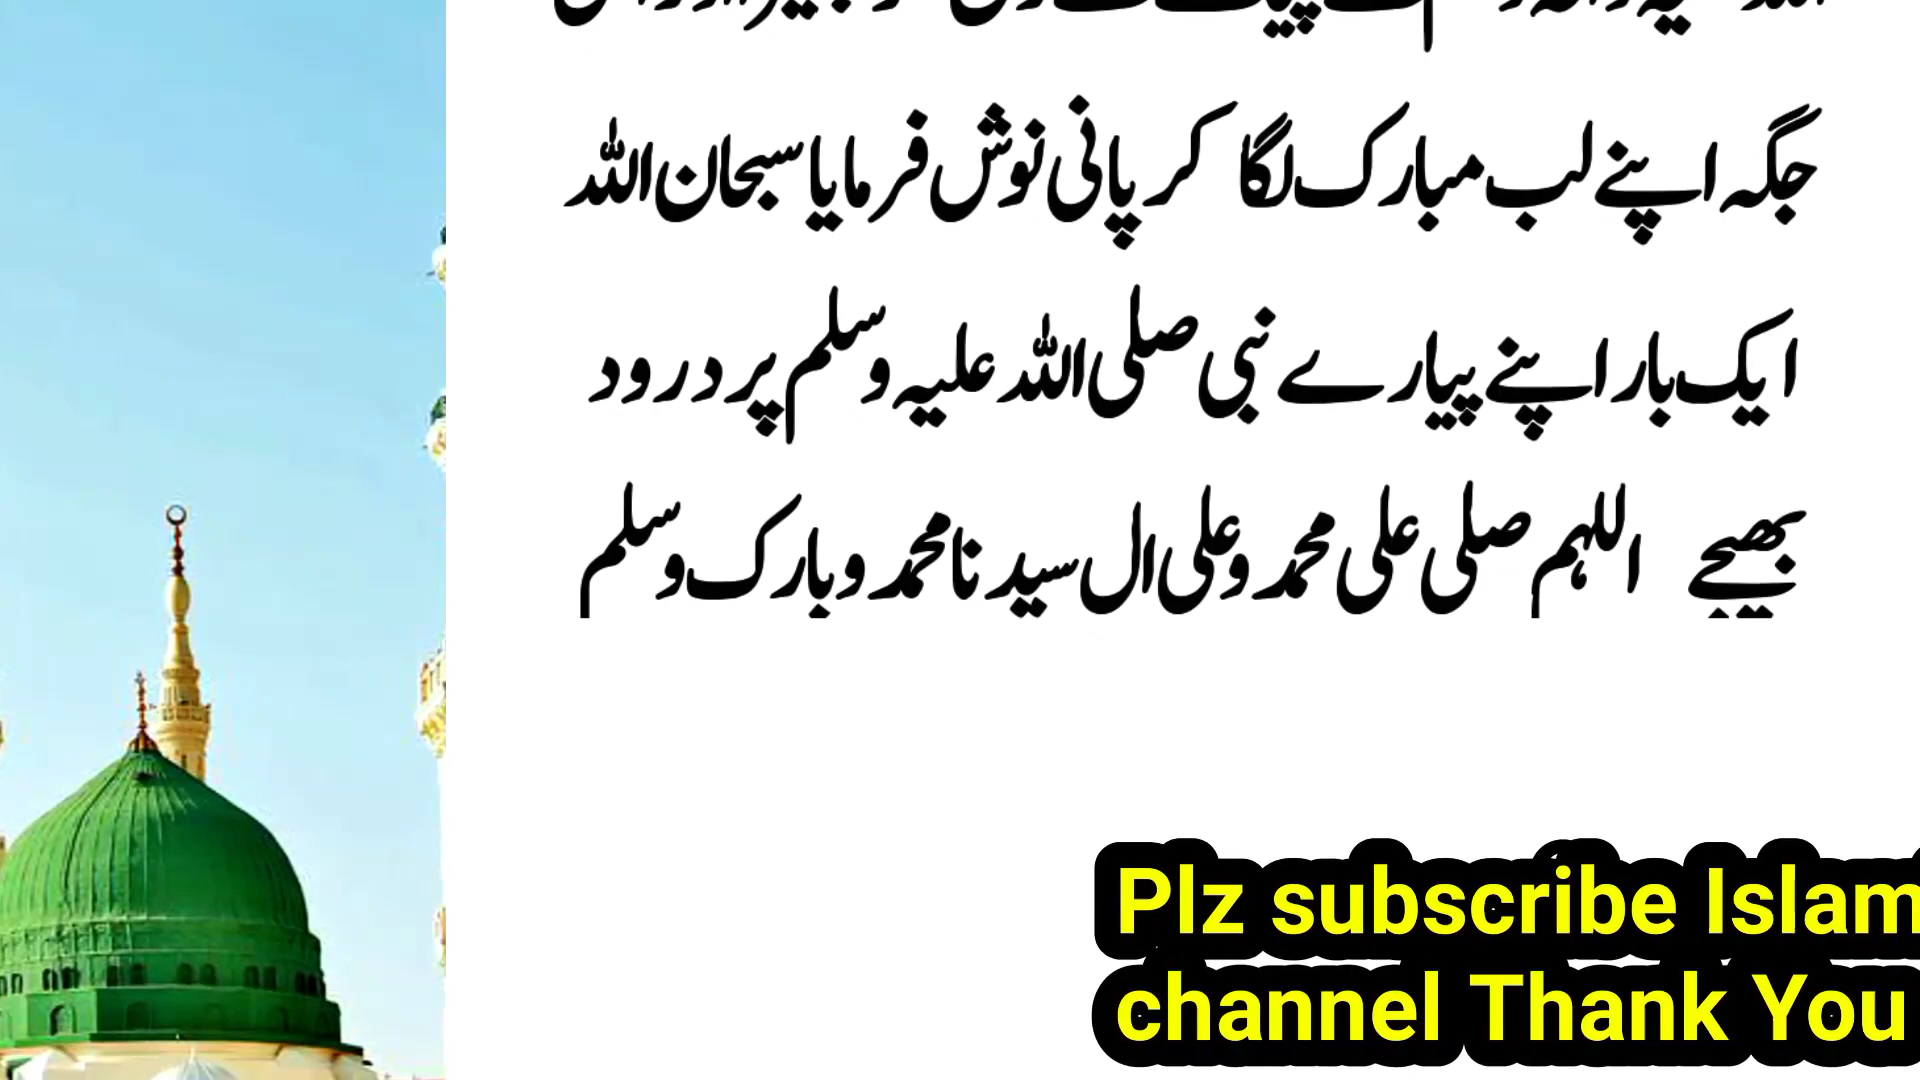 جگہ اپنے لب مبارک لگا کر پانی نوش فرمایا سبحان اللہ
ایک بار اپنے پیارے نبی صلی اللہ علیہ وسلم پر درود
بھیجے اللہم صلی علی محمد وعلی ال سیدنا محمد وبارک وسلم
Plz subscribe Islam
channel Thank You